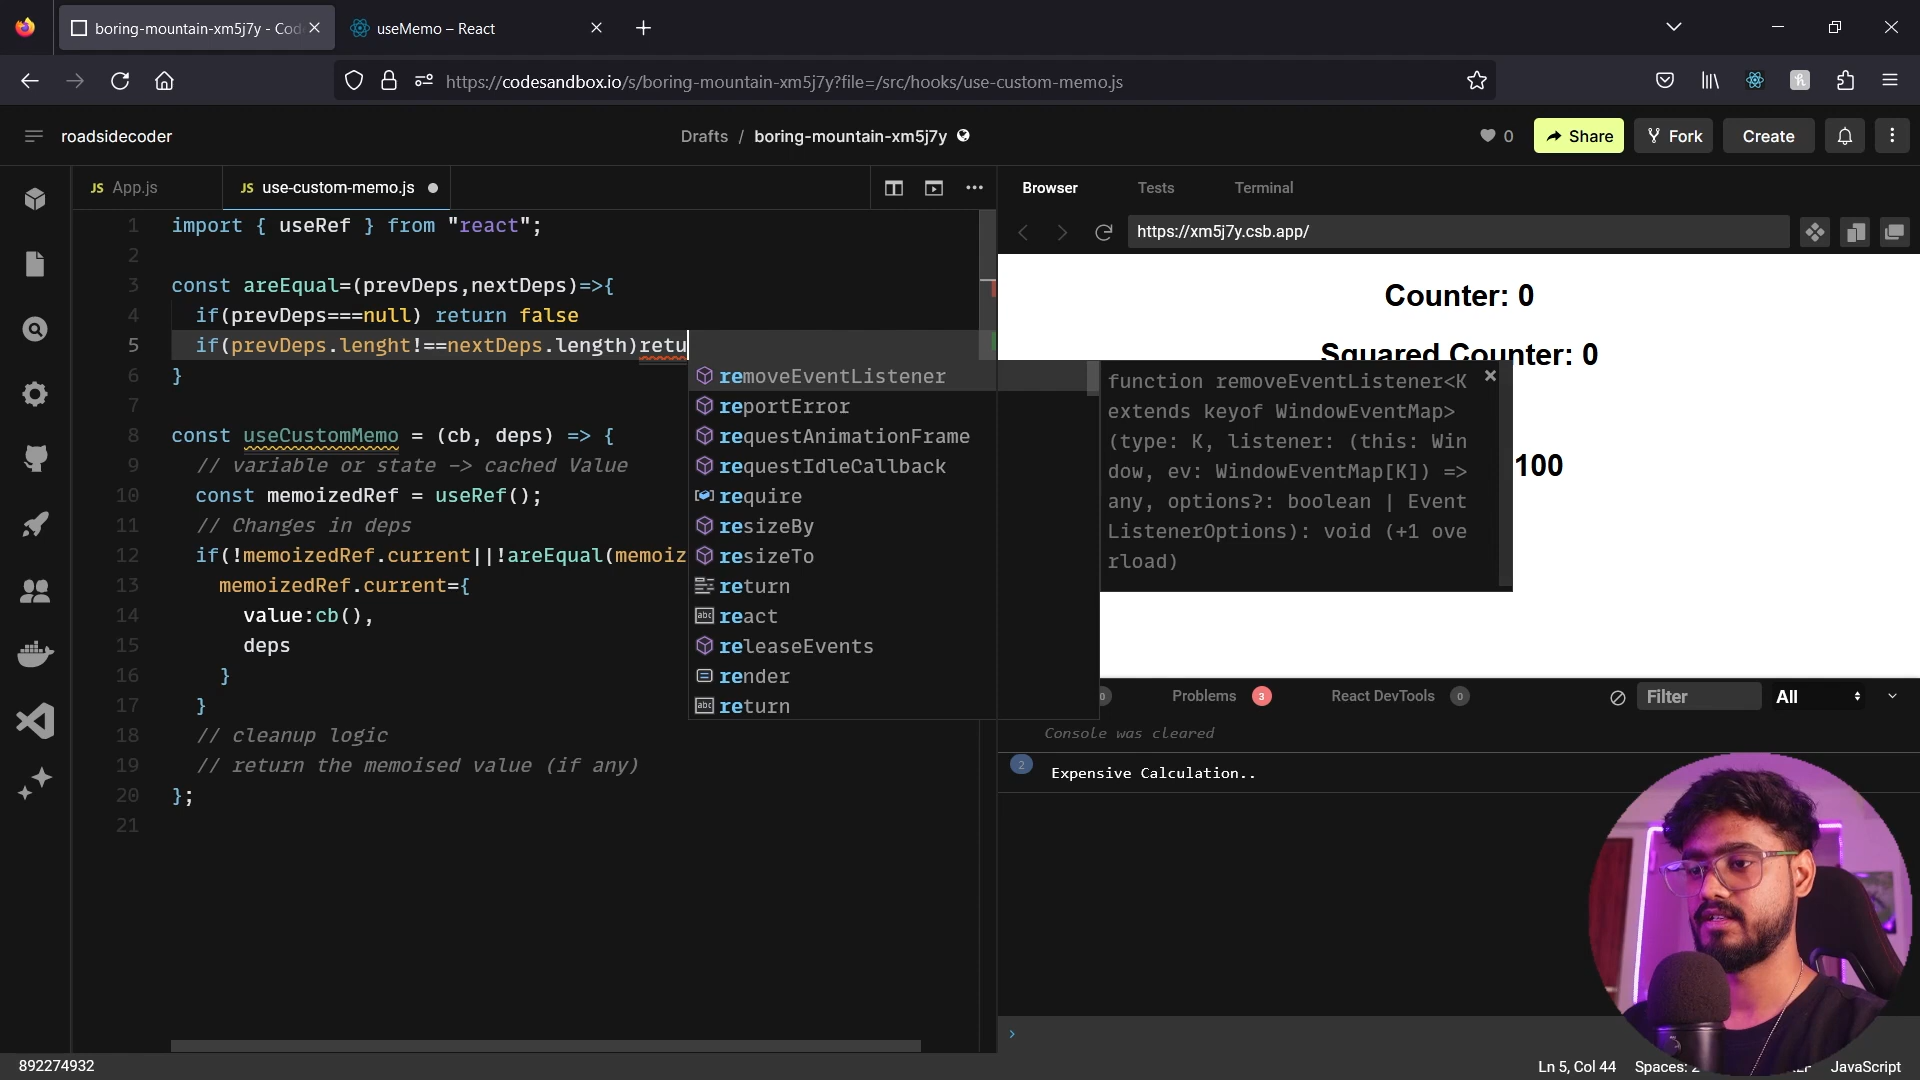 boring-mountain-xm5j7y - Cod
useMemo – React
https://codesandbox.io/s/boring-mountain-xm5j7y?file=/src/hooks/use-custom-memo.js
roadsidecoder
Drafts / boring-mountain-xm5j7y
0
Share
Fork
Create
JS App.js
JS use-custom-memo.js
Browser
Tests
Terminal
https://xm5j7y.csb.app/
1 import { useRef } from "react";
2
3 const areEqual=(prevDeps,nextDeps)=>{
4 if(prevDeps===null) return false
5 if(prevDeps.lenght!==nextDeps.length)retu
6 }
7
8 const useCustomMemo = (cb, deps) => {
9 // variable or state -> cached Value
10 const memoizedRef = useRef();
11 // Changes in deps
12 if(!memoizedRef.current||!areEqual(memoiz
13 memoizedRef.current={
14 value:cb(),
15 deps
16 }
17 }
18 // cleanup logic
19 // return the memoised value (if any)
20 };
21
removeEventListener
reportError
requestAnimationFrame
requestIdleCallback
require
resizeBy
resizeTo
return
react
releaseEvents
render
return
function removeEventListener<K
extends keyof WindowEventMap>
(type: K, listener: (this: Win
dow, ev: WindowEventMap[K]) =>
any, options?: boolean | Event
ListenerOptions): void (+1 ove
rload)
Counter: 0
Squared Counter: 0
100
0
Problems 3
React DevTools 0
Filter
All
Console was cleared
2 Expensive Calculation..
892274932
Ln 5, Col 44
Spaces: 2
JavaScript